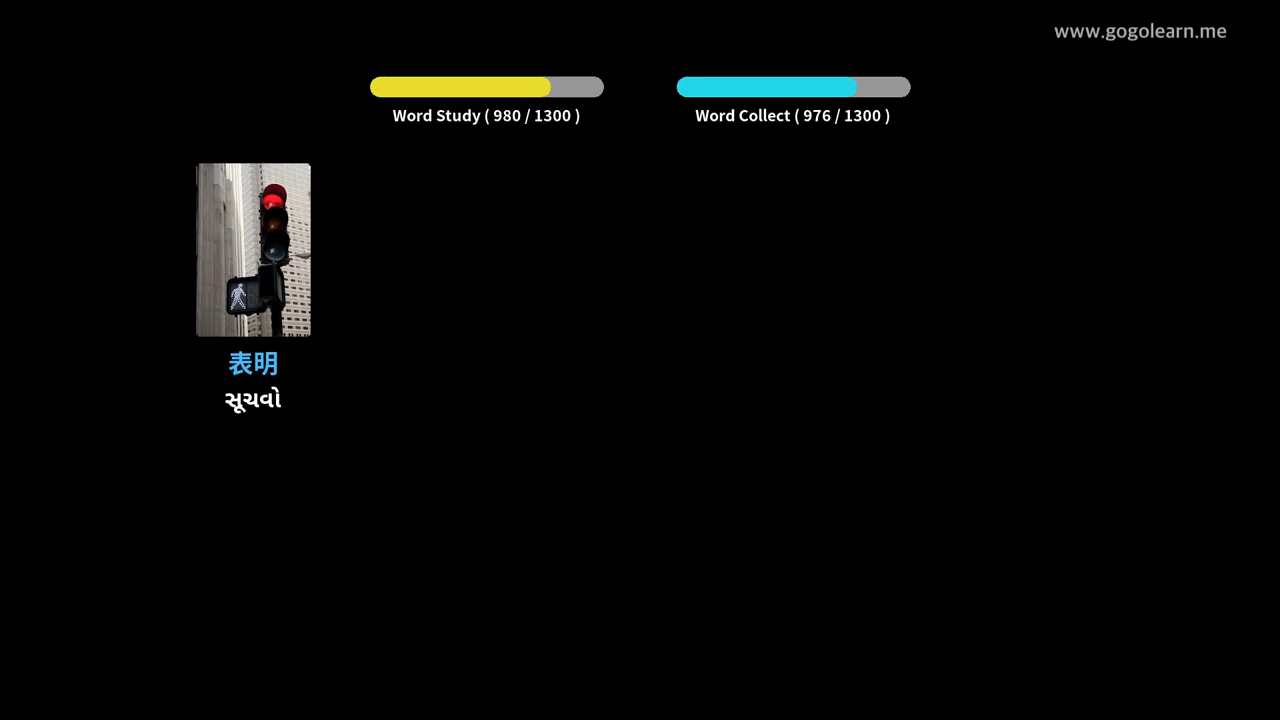 www.gogolearn.me
Word Study ( 980 / 1300 )
Word Collect ( 976 / 1300 )
表明
સૂચવો